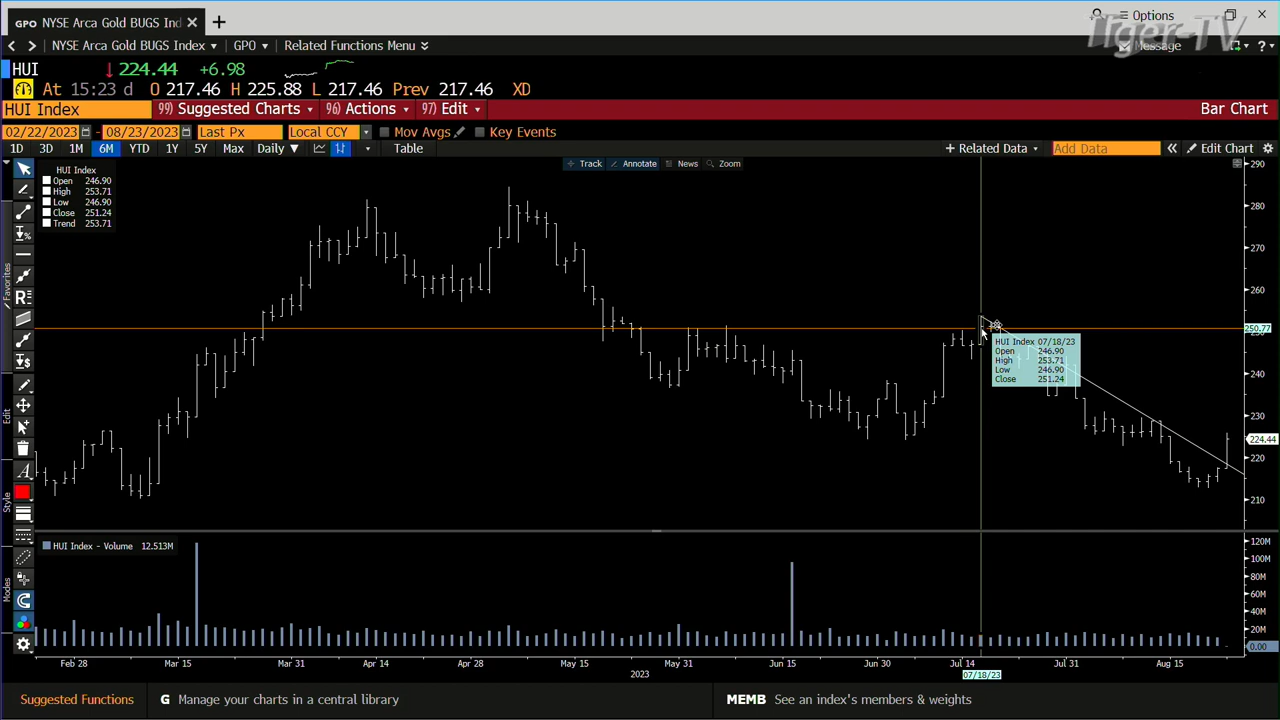 GPO NYSE Arca Gold BUGS Ind
Options
Tiger-TV
NYSE Arca Gold BUGS Index GPO Related Functions Menu Message
HUI 224.44 +6.98
At 15:23 d O 217.46 H 225.88 L 217.46 Prev 217.46 XD
HUI Index 99) Suggested Charts 96) Actions 97) Edit Bar Chart
02/22/2023 - 08/23/2023 Last Px Local CCY Mov Avgs Key Events
1D 3D 1M 6M YTD 1Y 5Y Max Daily Table + Related Data Add Data Edit Chart
Track Annotate News Zoom
HUI Index
Open 246.90
High 253.71
Low 246.90
Close 251.24
Trend 253.71
290
280
270
260
250.77
240
230
224.44
220
210
HUI Index 07/18/23
Open 246.90
High 253.71
Low 246.90
Close 251.24
Favorites
Edit
Style
Modes
HUI Index - Volume 12.513M
120M
100M
80M
60M
40M
20M
0.00
Feb 28 Mar 15 Mar 31 Apr 14 Apr 28 May 15 May 31 Jun 15 Jun 30 Jul 14 Jul 31 Aug 15
2023 07/18/23
Suggested Functions G Manage your charts in a central library MEMB See an index's members & weights